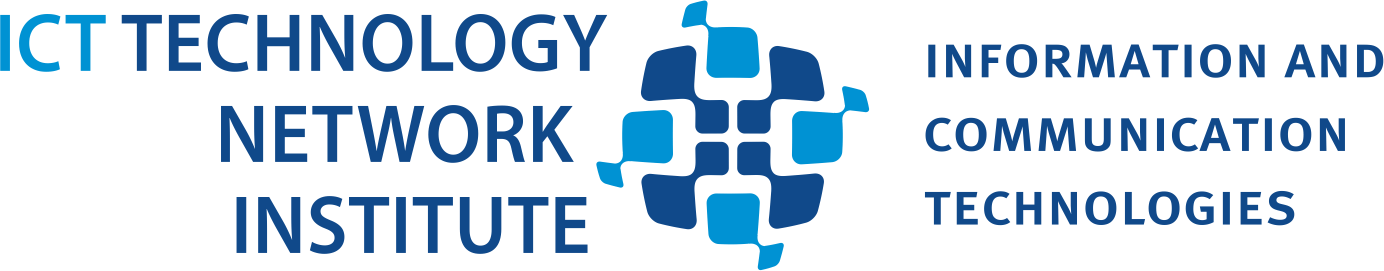 ICT TECHNOLOGY
NETWORK
INSTITUTE
INFORMATION AND
COMMUNICATION
TECHNOLOGIES